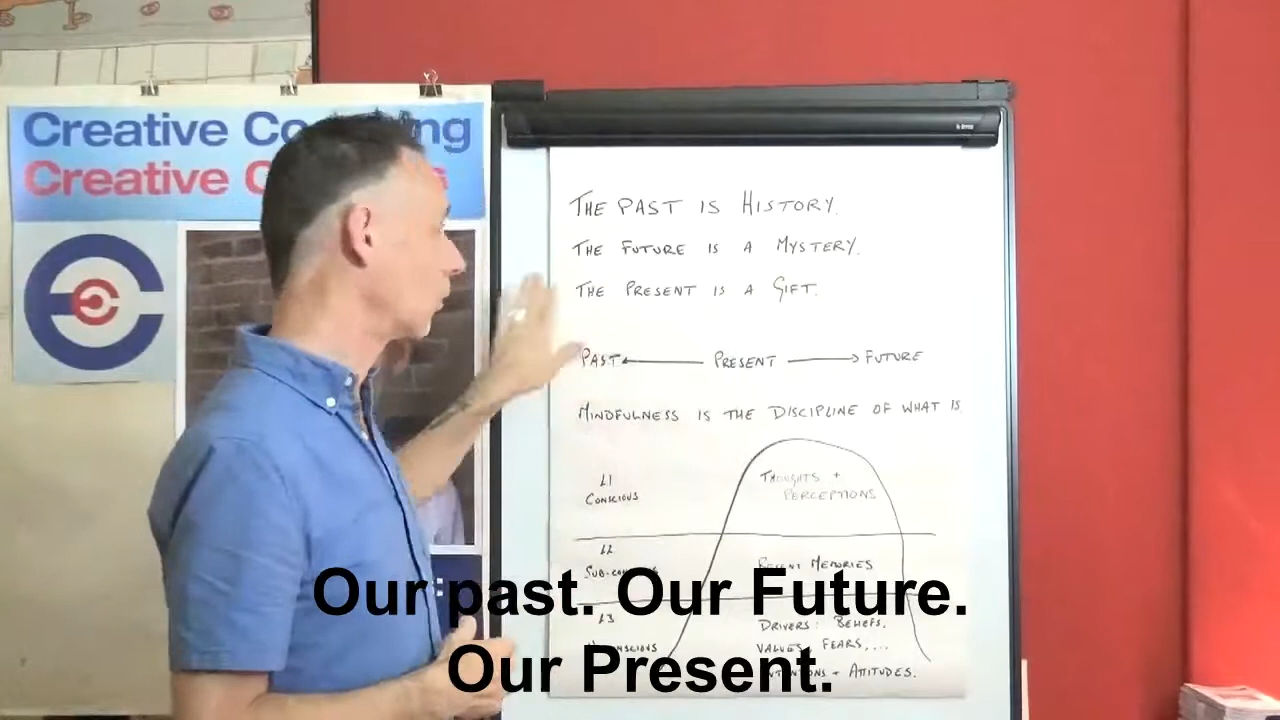 Creative Co ng
Creative C s
THE PAST IS HISTORY.
THE FUTURE IS A MYSTERY.
THE PRESENT IS A GIFT.
PAST PRESENT FUTURE
MINDFULNESS IS THE DISCIPLINE OF WHAT IS
L1
CONSCIOUS
THOUGHTS +
PERCEPTIONS
L2
RECENT MEMORIES
L3
DRIVERS: BELIEFS,
VALUES, FEARS,...
+ ATTITUDES.
Our past. Our Future.
Our Present.